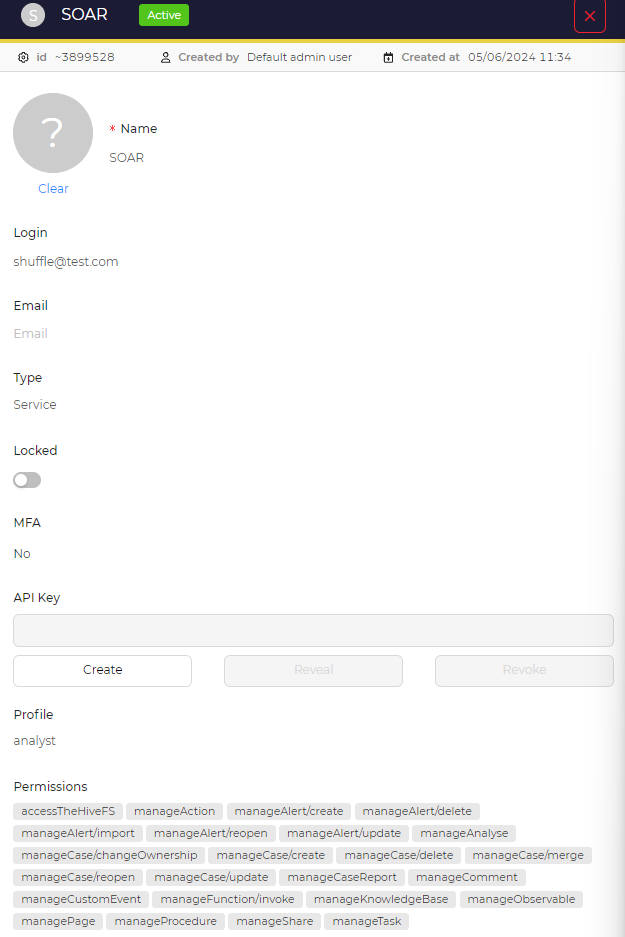 S SOAR Active
id ~3899528 Created by Default admin user Created at 05/06/2024 11:34
?
* Name
SOAR
Clear
Login
shuffle@test.com
Email
Email
Type
Service
Locked
MFA
No
API Key
Create Reveal Revoke
Profile
analyst
Permissions
accessTheHiveFS manageAction manageAlert/create manageAlert/delete
manageAlert/import manageAlert/reopen manageAlert/update manageAnalyse
manageCase/changeOwnership manageCase/create manageCase/delete manageCase/merge
manageCase/reopen manageCase/update manageCaseReport manageComment
manageCustomEvent manageFunction/invoke manageKnowledgeBase manageObservable
managePage manageProcedure manageShare manageTask